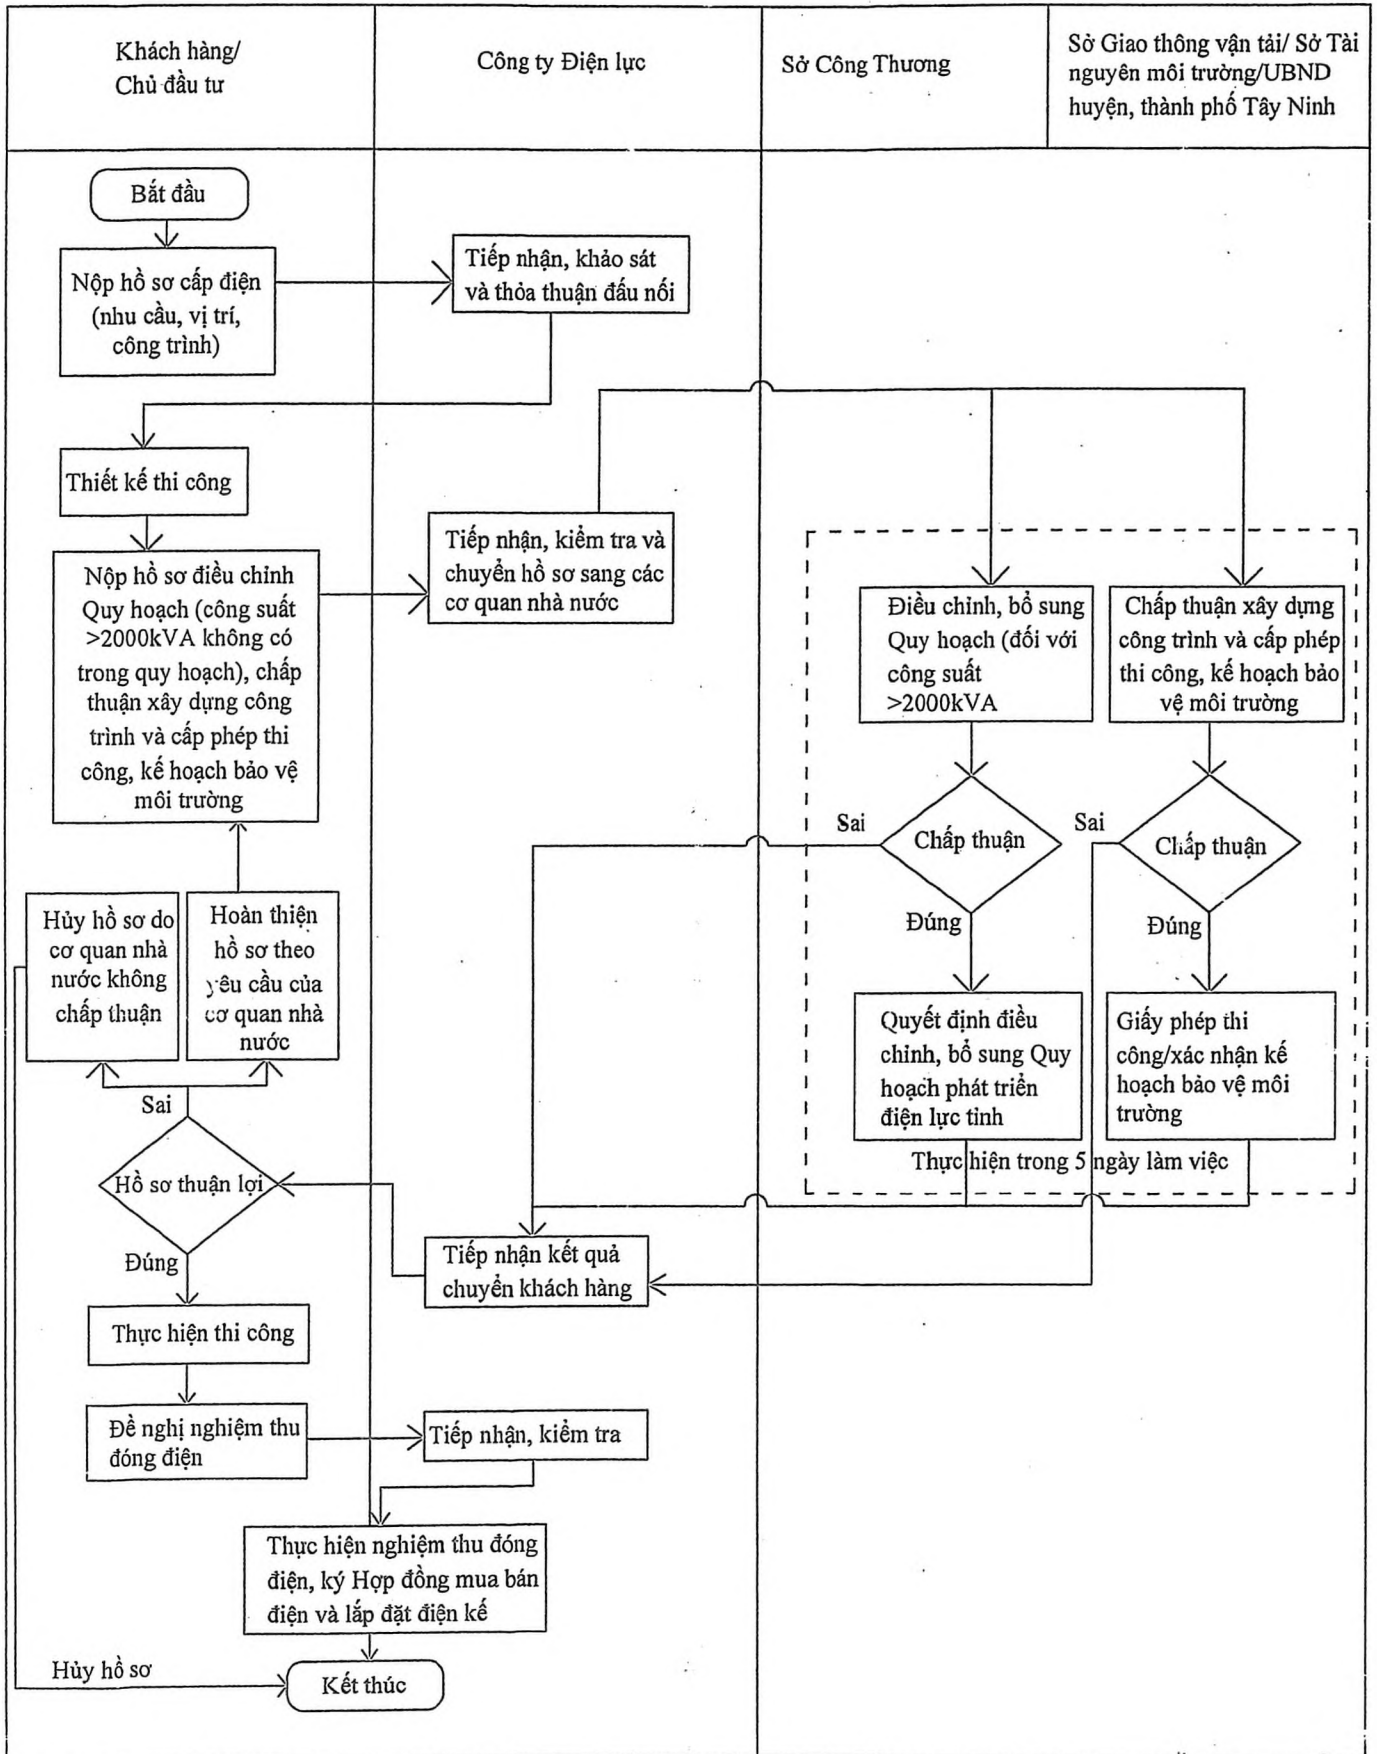 Khách hàng/
Chủ đầu tư
Công ty Điện lực
Sở Công Thương
Sở Giao thông vận tải/ Sở Tài
nguyên môi trường/UBND
huyện, thành phố Tây Ninh
Bắt đầu
Nộp hồ sơ cấp điện
(nhu cầu, vị trí,
công trình)
Tiếp nhận, khảo sát
và thỏa thuận đấu nối
Thiết kế thi công
Nộp hồ sơ điều chỉnh
Quy hoạch (công suất
>2000kVA không có
trong quy hoạch), chấp
thuận xây dựng công
trình và cấp phép thi
công, kế hoạch bảo vệ
môi trường
Tiếp nhận, kiểm tra và
chuyển hồ sơ sang các
cơ quan nhà nước
Điều chỉnh, bổ sung
Quy hoạch (đối với
công suất
>2000kVA
Chấp thuận xây dựng
công trình và cấp phép
thi công, kế hoạch bảo
vệ môi trường
Sai
Chấp thuận
Đúng
Sai
Chấp thuận
Đúng
Quyết định điều
chỉnh, bổ sung Quy
hoạch phát triển
điện lực tỉnh
Giấy phép thi
công/xác nhận kế
hoạch bảo vệ môi
trường
Thực hiện trong 5 ngày làm việc
Hủy hồ sơ do
cơ quan nhà
nước không
chấp thuận
Hoàn thiện
hồ sơ theo
yêu cầu của
cơ quan nhà
nước
Sai
Hồ sơ thuận lợi
Đúng
Tiếp nhận kết quả
chuyển khách hàng
Thực hiện thi công
Đề nghị nghiệm thu
đóng điện
Tiếp nhận, kiểm tra
Thực hiện nghiệm thu đóng
điện, ký Hợp đồng mua bán
điện và lắp đặt điện kế
Hủy hồ sơ
Kết thúc